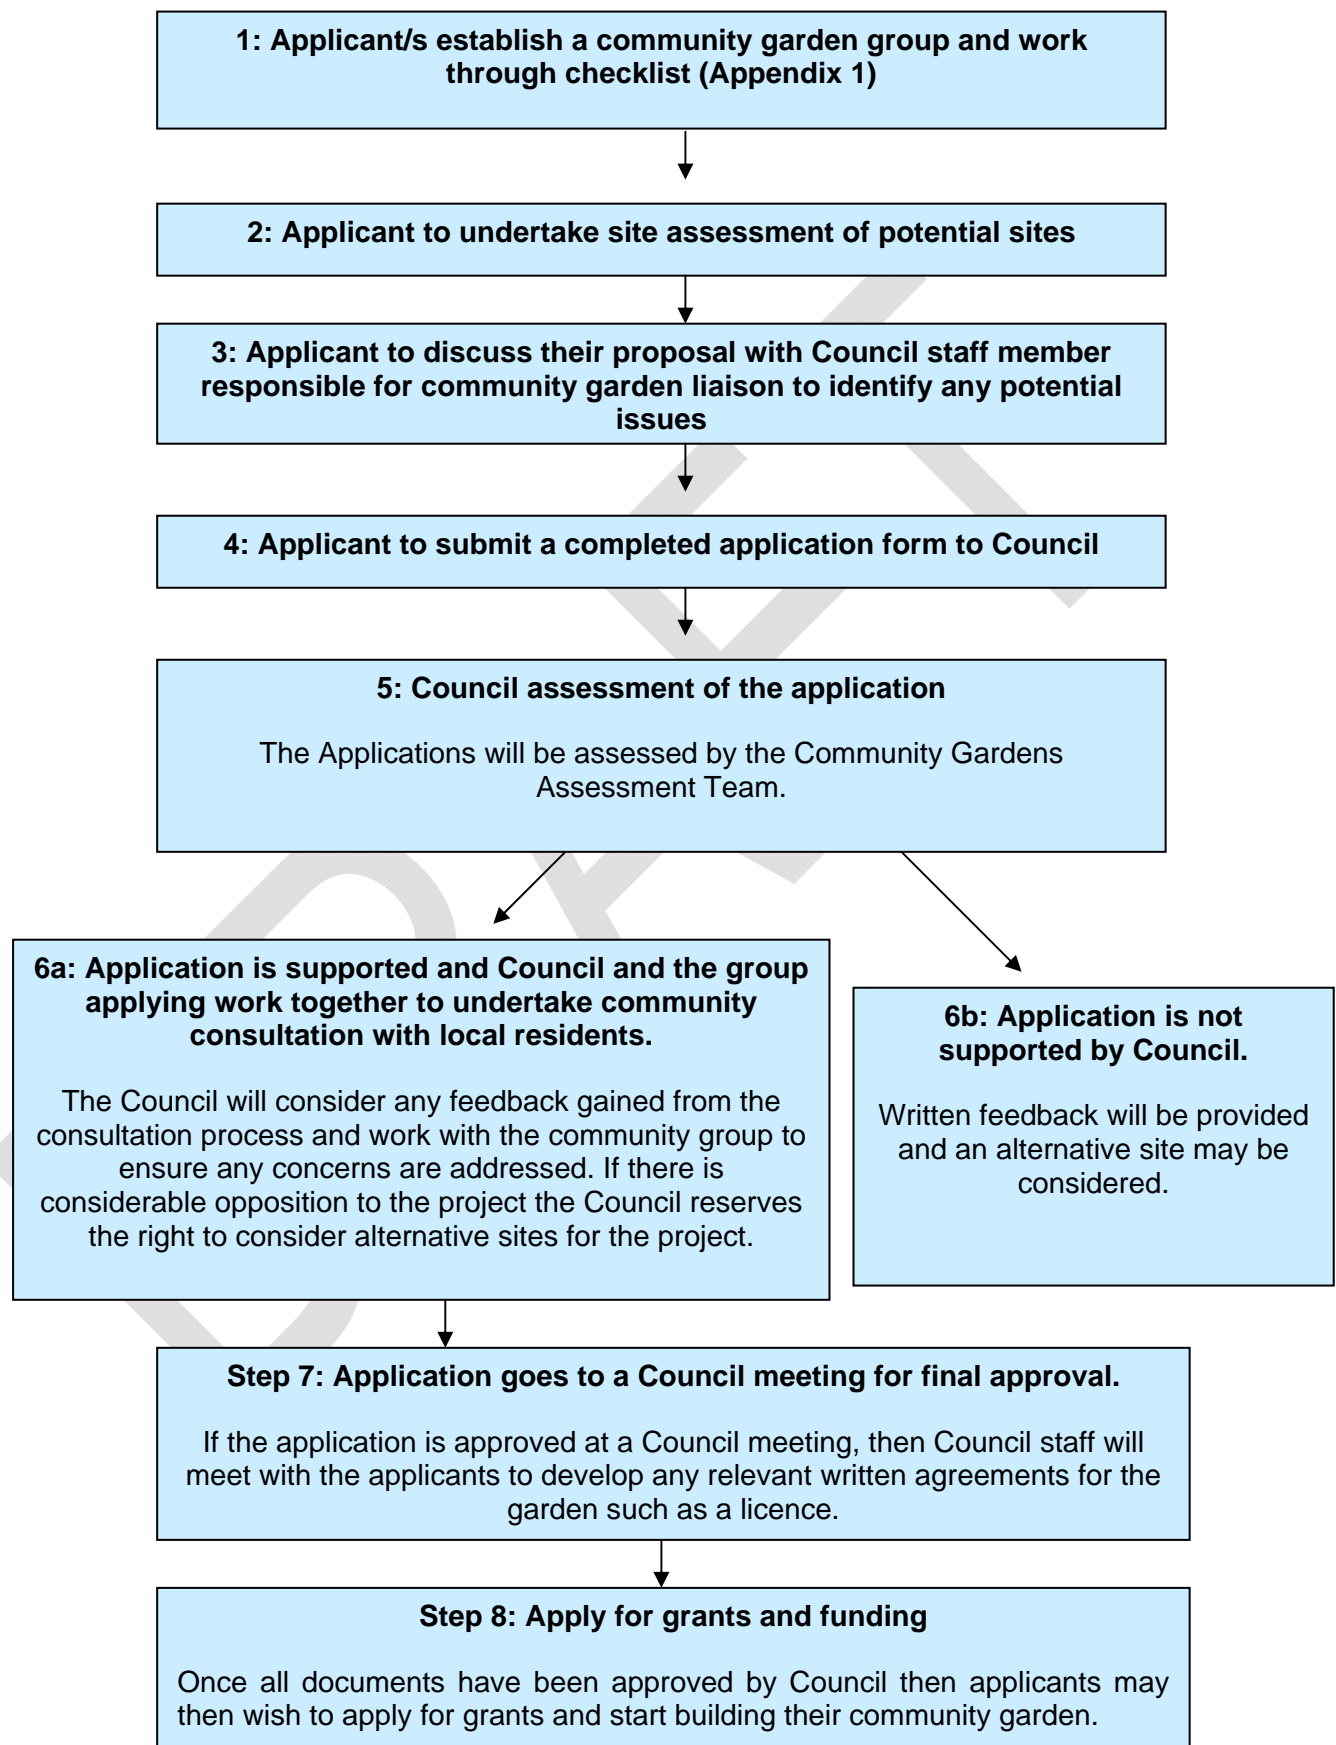 1: Applicant/s establish a community garden group and work
through checklist (Appendix 1)
2: Applicant to undertake site assessment of potential sites
3: Applicant to discuss their proposal with Council staff member
responsible for community garden liaison to identify any potential
issues
4: Applicant to submit a completed application form to Council
5: Council assessment of the application
The Applications will be assessed by the Community Gardens
Assessment Team.
6a: Application is supported and Council and the group
applying work together to undertake community
consultation with local residents.
The Council will consider any feedback gained from the
consultation process and work with the community group to
ensure any concerns are addressed. If there is
considerable opposition to the project the Council reserves
the right to consider alternative sites for the project.
6b: Application is not
supported by Council.
Written feedback will be provided
and an alternative site may be
considered.
Step 7: Application goes to a Council meeting for final approval.
If the application is approved at a Council meeting, then Council staff will
meet with the applicants to develop any relevant written agreements for the
garden such as a licence.
Step 8: Apply for grants and funding
Once all documents have been approved by Council then applicants may
then wish to apply for grants and start building their community garden.
DRAFT